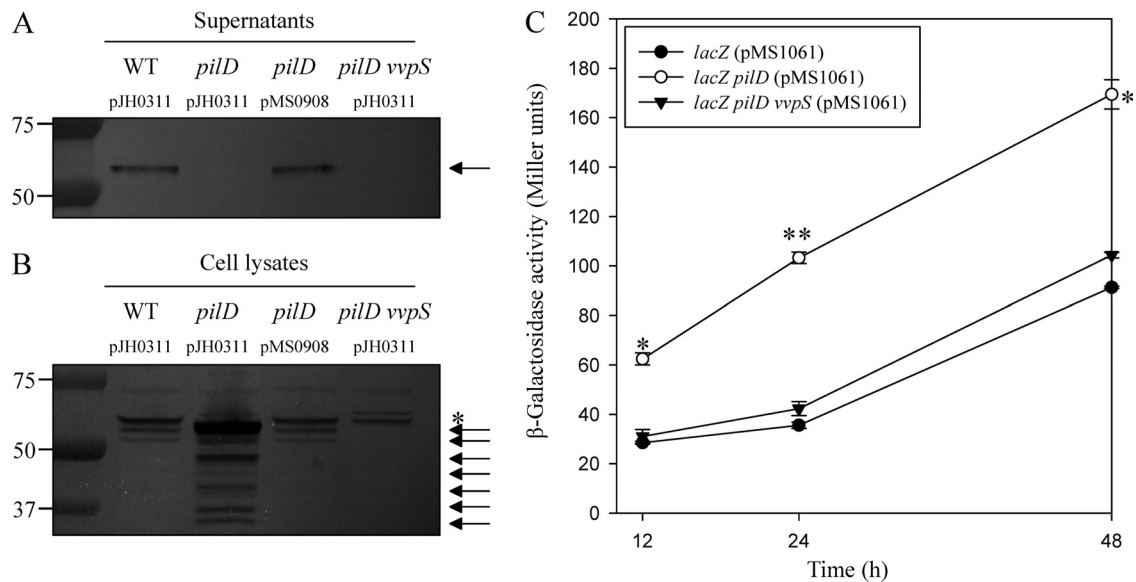 A
Supernatants
WT pilD pilD pilD vvpS
pJH0311 pJH0311 pMS0908 pJH0311
75
50
B
Cell lysates
WT pilD pilD pilD vvpS
pJH0311 pJH0311 pMS0908 pJH0311
75
*
50
37
C
200
180
160
140
120
100
80
60
40
20
0
β-Galactosidase activity (Miller units)
lacZ (pMS1061)
lacZ pilD (pMS1061)
lacZ pilD vvpS (pMS1061)
*
**
*
12 24 48
Time (h)